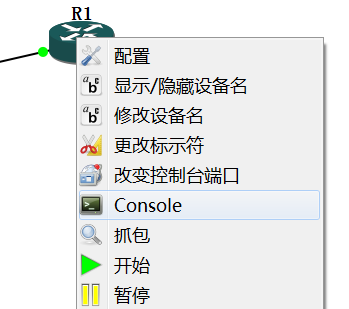 R1
配置
显示/隐藏设备名
修改设备名
更改标示符
改变控制台端口
Console
抓包
开始
暂停